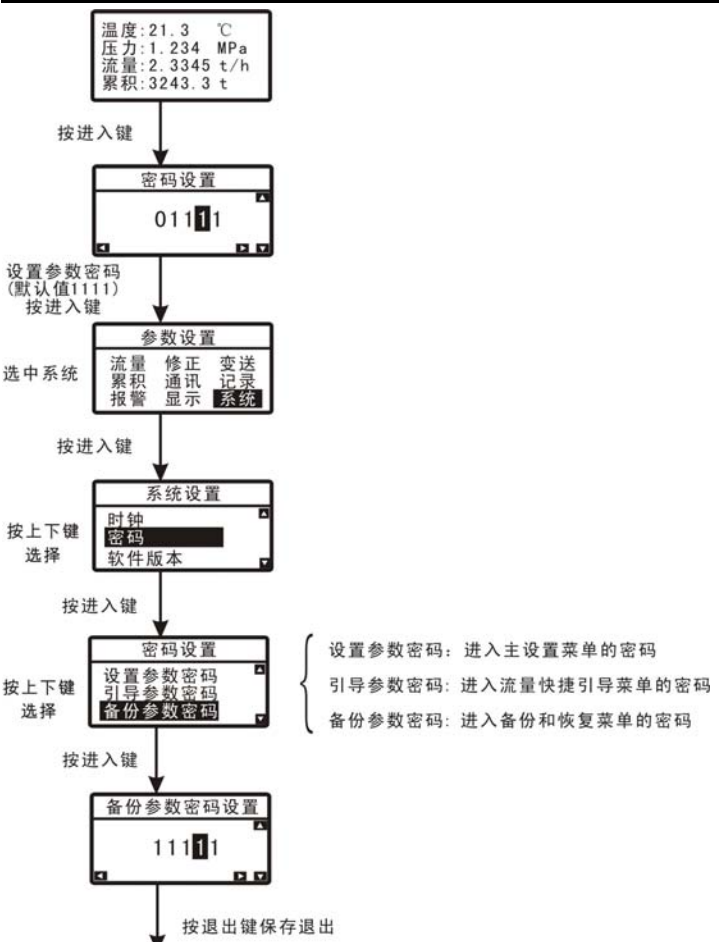 温度:21.3 ℃
压力:1.234 MPa
流量:2.3345 t/h
累积:3243.3 t
按进入键
密码设置
01111
设置参数密码
(默认值1111)
按进入键
参数设置
选中系统
流量 修正 变送
累积 通讯 记录
报警 显示 系统
按进入键
系统设置
按上下键
选择
时钟
密码
软件版本
按进入键
密码设置
按上下键
选择
设置参数密码
引导参数密码
备份参数密码
设置参数密码：进入主设置菜单的密码
引导参数密码: 进入流量快捷引导菜单的密码
备份参数密码: 进入备份和恢复菜单的密码
按进入键
备份参数密码设置
11111
按退出键保存退出